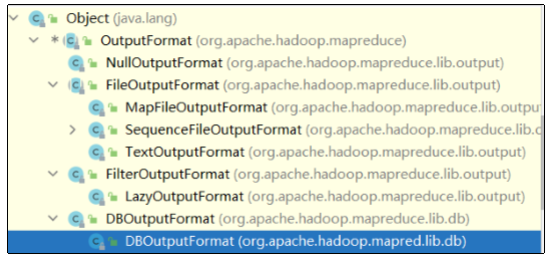 Object (java.lang)
* OutputFormat (org.apache.hadoop.mapreduce)
NullOutputFormat (org.apache.hadoop.mapreduce.lib.output)
FileOutputFormat (org.apache.hadoop.mapreduce.lib.output)
MapFileOutputFormat (org.apache.hadoop.mapreduce.lib.outpu
SequenceFileOutputFormat (org.apache.hadoop.mapreduce.lib.o
TextOutputFormat (org.apache.hadoop.mapreduce.lib.output)
FilterOutputFormat (org.apache.hadoop.mapreduce.lib.output)
LazyOutputFormat (org.apache.hadoop.mapreduce.lib.output)
DBOutputFormat (org.apache.hadoop.mapreduce.lib.db)
DBOutputFormat (org.apache.hadoop.mapred.lib.db)